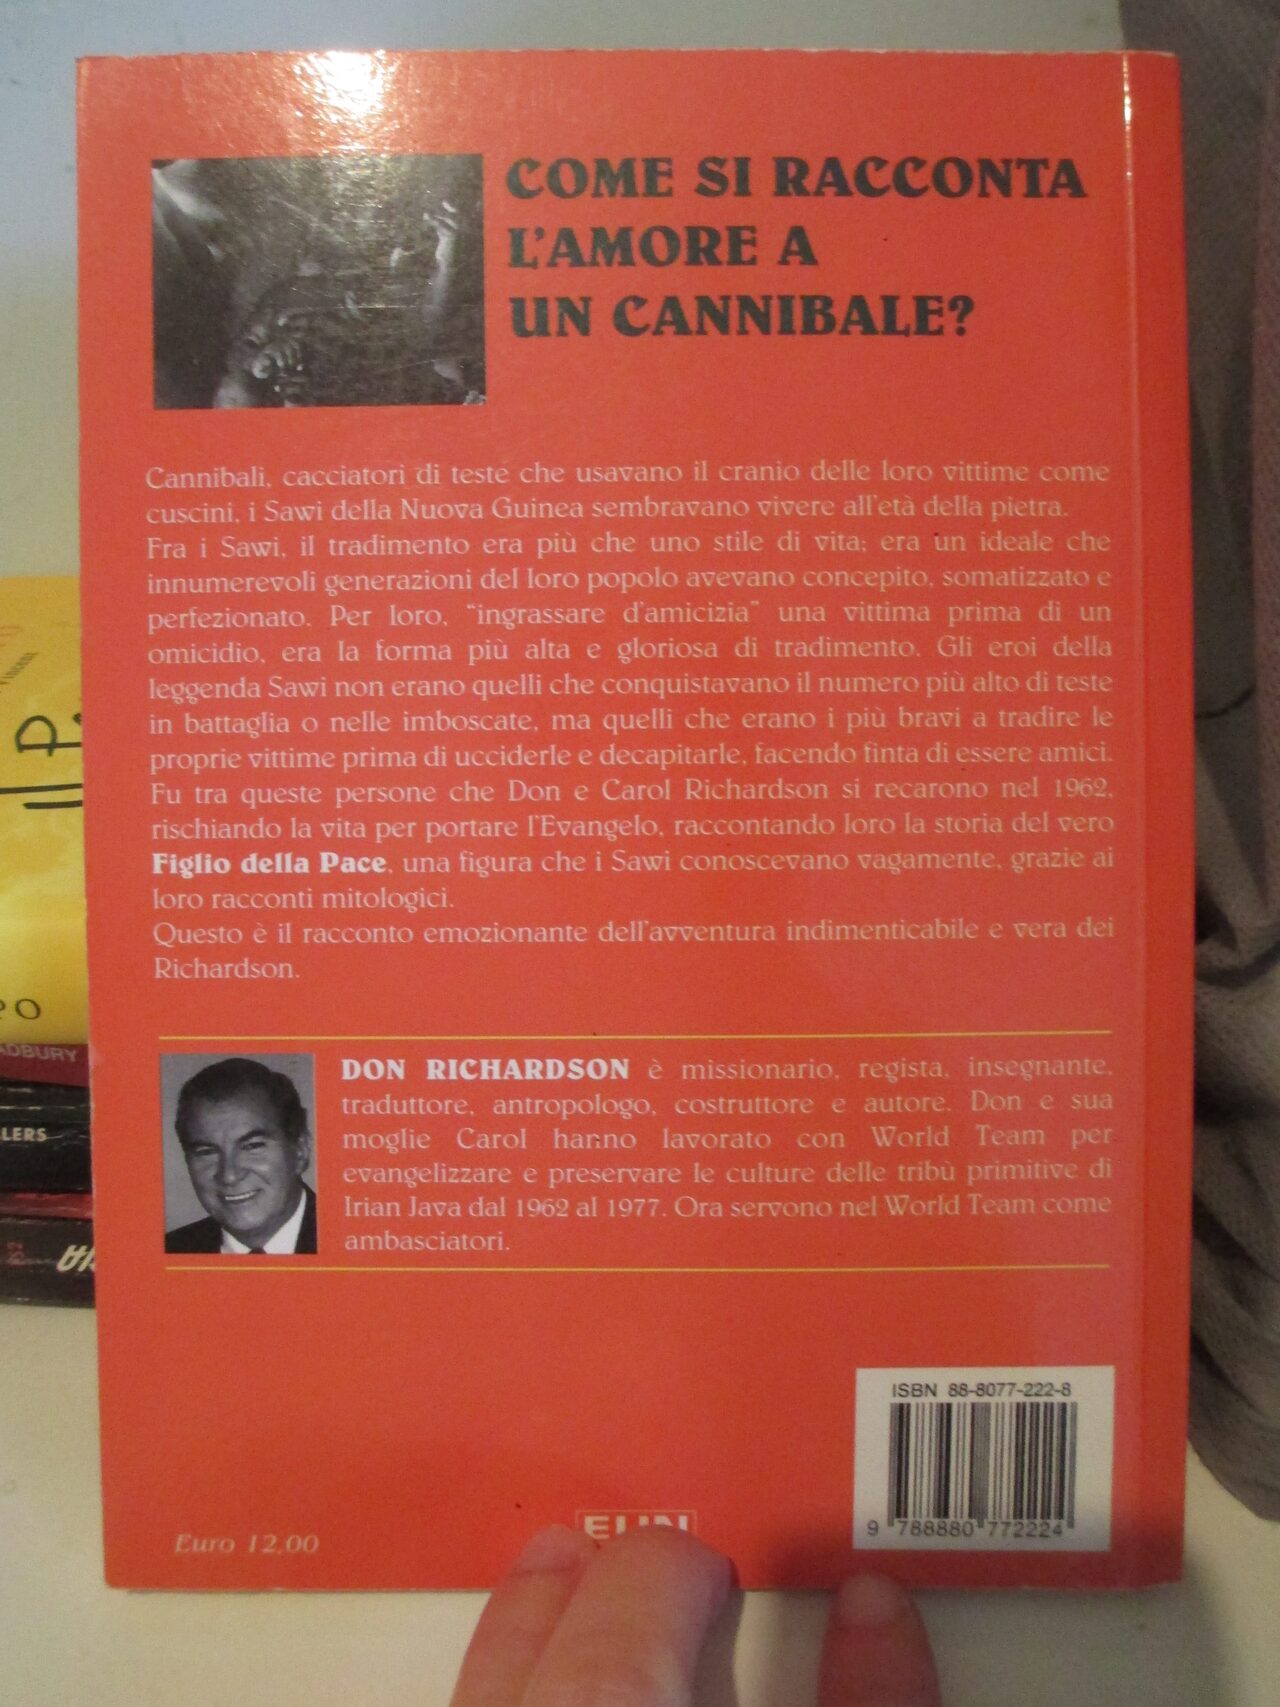 COME SI RACCONTA
L'AMORE A
UN CANNIBALE?
Cannibali, cacciatori di teste che usavano il cranio delle loro vittime come
cuscini, i Sawi della Nuova Guinea sembravano vivere all'età della pietra.
Fra i Sawi, il tradimento era più che uno stile di vita; era un ideale che
innumerevoli generazioni del loro popolo avevano concepito, somatizzato e
perfezionato. Per loro, "ingrassare d'amicizia" una vittima prima di un
omicidio, era la forma più alta e gloriosa di tradimento. Gli eroi della
leggenda Sawi non erano quelli che conquistavano il numero più alto di teste
in battaglia o nelle imboscate, ma quelli che erano i più bravi a tradire le
proprie vittime prima di ucciderle e decapitarle, facendo finta di essere amici.
Fu tra queste persone che Don e Carol Richardson si recarono nel 1962,
rischiando la vita per portare l'Evangelo, raccontando loro la storia del vero
Figlio della Pace, una figura che i Sawi conoscevano vagamente, grazie ai
loro racconti mitologici.
Questo è il racconto emozionante dell'avventura indimenticabile e vera dei
Richardson.
DON RICHARDSON è missionario, regista, insegnante,
traduttore, antropologo, costruttore e autore. Don e sua
moglie Carol hanno lavorato con World Team per
evangelizzare e preservare le culture delle tribù primitive di
Irian Java dal 1962 al 1977. Ora servono nel World Team come
ambasciatori.
ISBN 88-8077-222-8
9 788880 772224
Euro 12,00
ADBURY
LERS